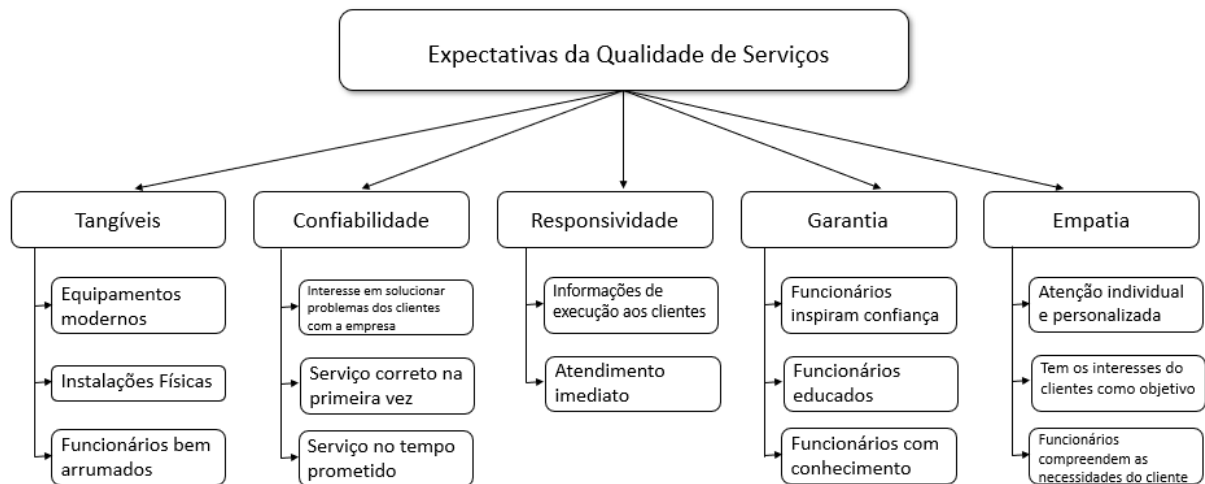 Expectativas da Qualidade de Serviços
Tangíveis
Confiabilidade
Responsividade
Garantia
Empatia
Equipamentos
modernos
Instalações Físicas
Funcionários bem
arrumados
Interesse em solucionar
problemas dos clientes
com a empresa
Serviço correto na
primeira vez
Serviço no tempo
prometido
Informações de
execução aos clientes
Atendimento
imediato
Funcionários
inspiram confiança
Funcionários
educados
Funcionários com
conhecimento
Atenção individual
e personalizada
Tem os interesses do
clientes como objetivo
Funcionários
compreendem as
necesidades do cliente